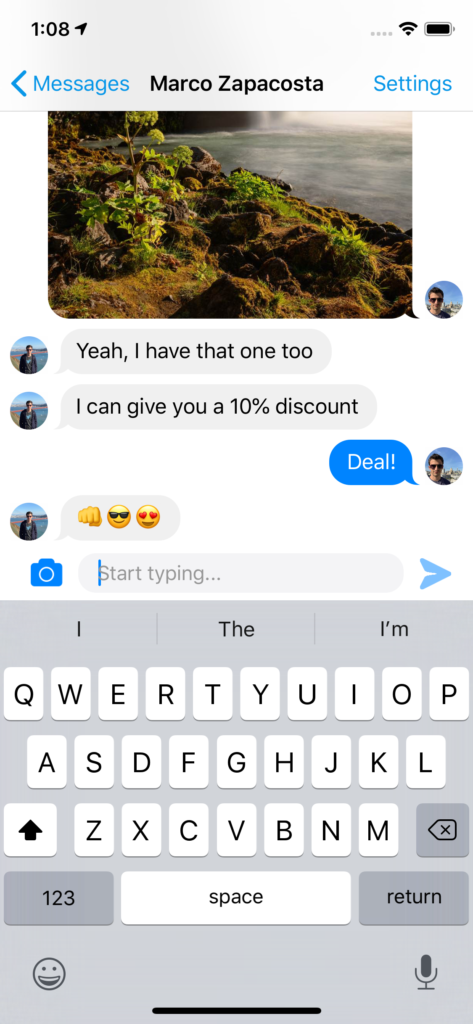 1:08
Messages Marco Zapacosta Settings
Yeah, I have that one too
I can give you a 10% discount
Deal!
👊😎😍
Start typing...
I The I’m
Q W E R T Y U I O P
A S D F G H J K L
Z X C V B N M
123 space return